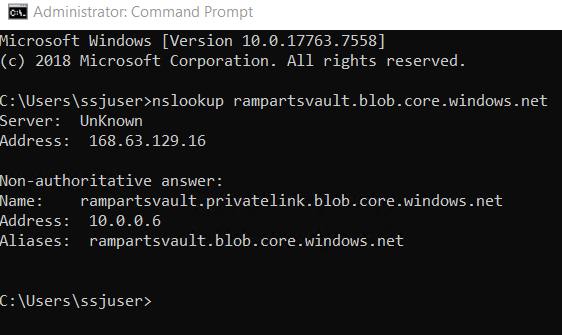 Administrator: Command Prompt
Microsoft Windows [Version 10.0.17763.7558]
(c) 2018 Microsoft Corporation. All rights reserved.
C:\Users\ssjuser>nslookup rampartsvault.blob.core.windows.net
Server:  UnKnown
Address:  168.63.129.16
Non-authoritative answer:
Name:    rampartsvault.privatelink.blob.core.windows.net
Address:  10.0.0.6
Aliases:  rampartsvault.blob.core.windows.net
C:\Users\ssjuser>